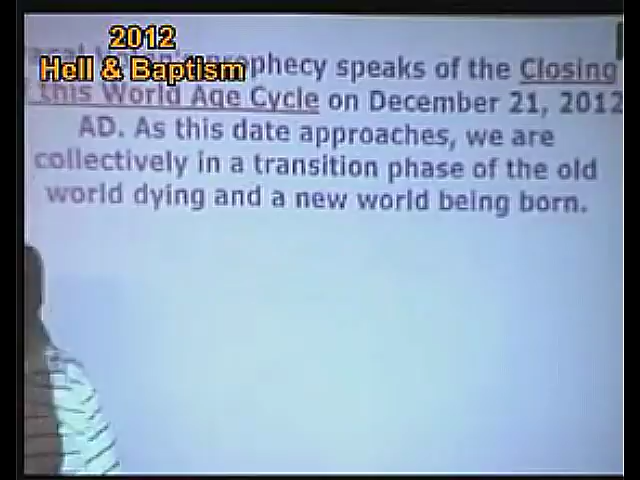 2012
Hell & Baptism
prophecy speaks of the Closing
this World Age Cycle on December 21, 2012
AD. As this date approaches, we are
collectively in a transition phase of the old
world dying and a new world being born.